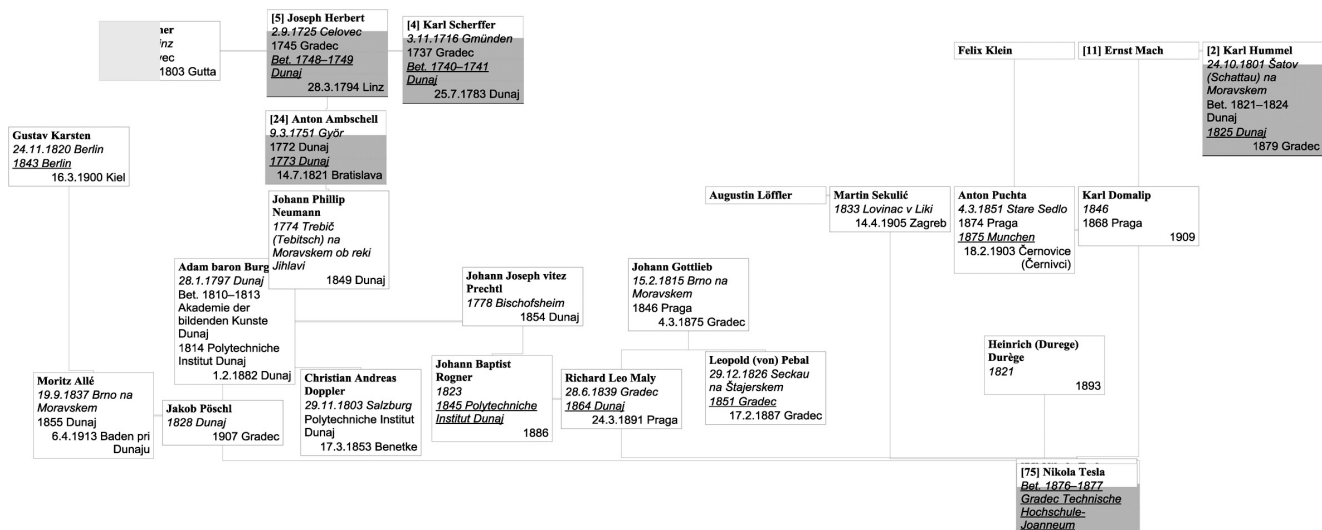 ner
inz
vec
1803 Gutta
[5] Joseph Herbert
2.9.1725 Celovec
1745 Gradec
Bet. 1748–1749
Dunaj
28.3.1794 Linz
[4] Karl Scherffer
3.11.1716 Gmünden
1737 Gradec
Bet. 1740–1741
Dunaj
25.7.1783 Dunaj
Felix Klein
[11] Ernst Mach
[2] Karl Hummel
24.10.1801 Šatov
(Schattau) na
Moravskem
Bet. 1821–1824
Dunaj
1825 Dunaj
1879 Gradec
[24] Anton Ambschell
9.3.1751 Györ
1772 Dunaj
1773 Dunaj
14.7.1821 Bratislava
Gustav Karsten
24.11.1820 Berlin
1843 Berlin
16.3.1900 Kiel
Johann Phillip
Neumann
1774 Trebič
(Tebitsch) na
Moravskem ob reki
Jihlavi
1849 Dunaj
Augustin Löffler
Martin Sekulić
1833 Lovinac v Liki
14.4.1905 Zagreb
Anton Puchta
4.3.1851 Stare Sedlo
1874 Praga
1875 Munchen
18.2.1903 Černovice
(Černivci)
Karl Domalip
1846
1868 Praga
1909
Adam baron Burg
28.1.1797 Dunaj
Bet. 1810–1813
Akademie der
bildenden Kunste
Dunaj
1814 Polytechniche
Institut Dunaj
1.2.1882 Dunaj
Johann Joseph vitez
Prechtl
1778 Bischofsheim
1854 Dunaj
Johann Gottlieb
15.2.1815 Brno na
Moravskem
1846 Praga
4.3.1875 Gradec
Heinrich (Durege)
Durège
1821
1893
Moritz Allé
19.9.1837 Brno na
Moravskem
1855 Dunaj
6.4.1913 Baden pri
Dunaju
Jakob Pöschl
1828 Dunaj
1907 Gradec
Christian Andreas
Doppler
29.11.1803 Salzburg
Polytechniche Institut
Dunaj
17.3.1853 Benetke
Johann Baptist
Rogner
1823
1845 Polytechniche
Institut Dunaj
1886
Richard Leo Maly
28.6.1839 Gradec
1864 Dunaj
24.3.1891 Praga
Leopold (von) Pebal
29.12.1826 Seckau
na Štajerskem
1851 Gradec
17.2.1887 Gradec
[75] Nikola Tesla
Bet. 1876–1877
Gradec Technische
Hochschule-
Joanneum